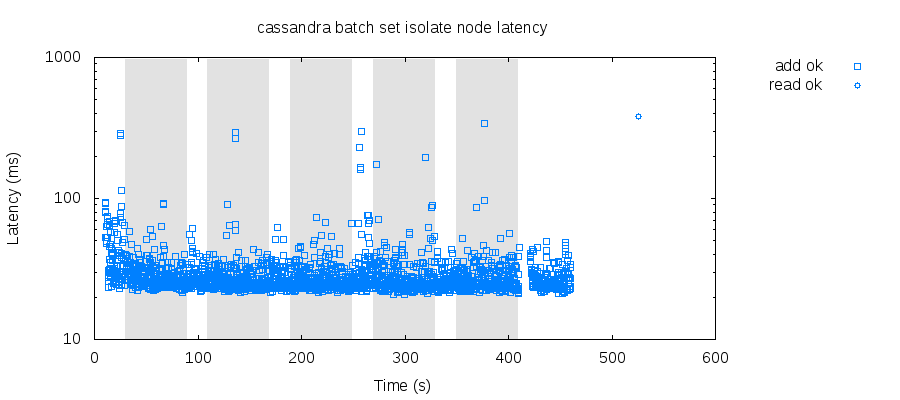 cassandra batch set isolate node latency
add ok
read ok
Latency (ms)
1000
100
10
0 100 200 300 400 500 600
Time (s)